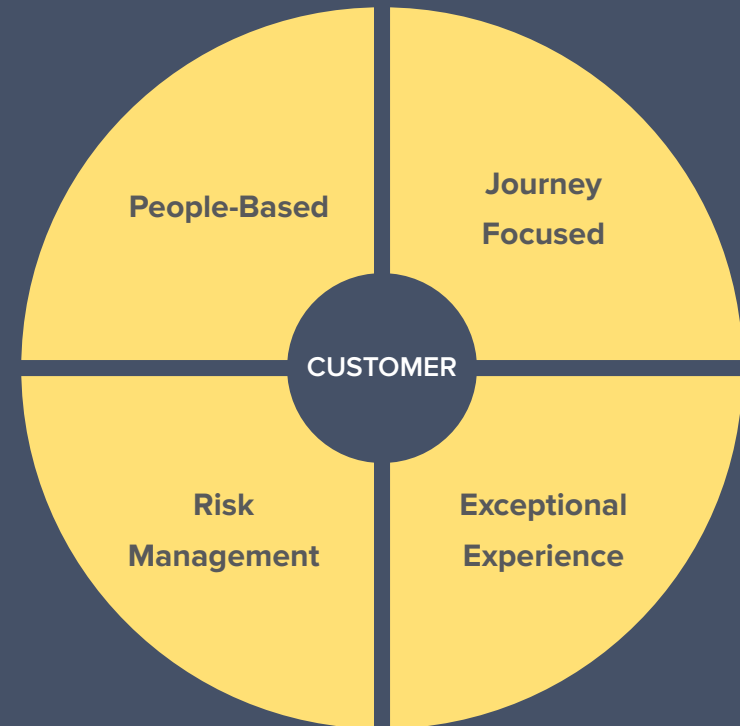 People-Based
Journey
Focused
CUSTOMER
Risk
Management
Exceptional
Experience